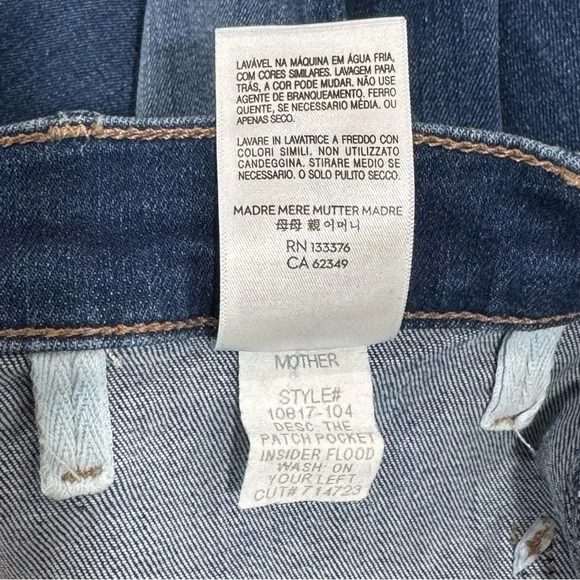 LAVÁVEL NA MÁQUINA EM ÁGUA FRIA,
COM CORES SIMILARES. LAVAGEM PARA
TRÁS, A COR PODE MUDAR. NÃO USE
AGENTE DE BRANQUEAMENTO. FERRO
QUENTE, SE NECESSARIO MÉDIA. OU
APENAS SECO.
LAVARE IN LAVATRICE A FREDDO CON
COLORI SIMILI. NON UTILIZZATO
CANDEGGINA. STIRARE MEDIO SE
NECESSARIO. O SOLO PULITO SECO.
MADRE MERE MUTTER MADRE
母母 親 어머니
RN 133376
CA 62349
MOTHER
STYLE#
10817-104
DESC. THE
PATCH POCKET
INSIDER FLOOD
WASH: ON
YOUR LEFT
CUT# 714723